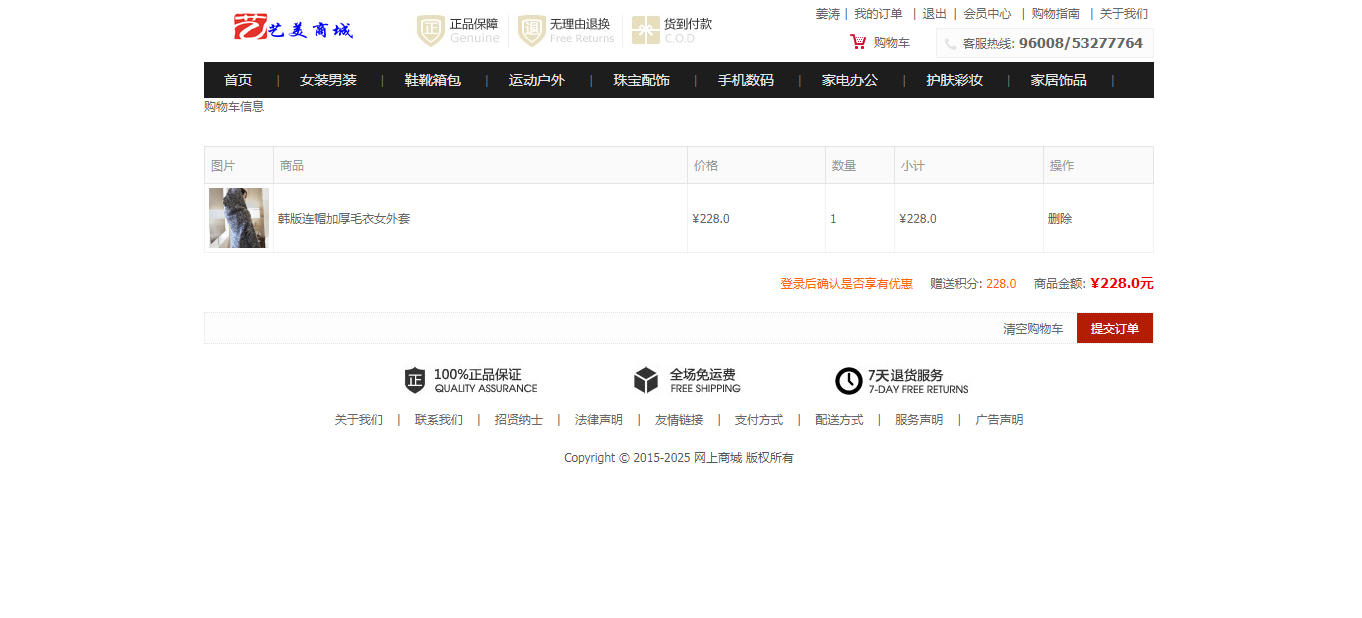 艺美商城
正品保障
Genuine
无理由退换
Free Returns
货到付款
C.O.D
姜涛 | 我的订单 | 退出 | 会员中心 | 购物指南 | 关于我们
购物车
客服热线: 96008/53277764
首页 | 女装男装 | 鞋靴箱包 | 运动户外 | 珠宝配饰 | 手机数码 | 家电办公 | 护肤彩妆 | 家居饰品 |
购物车信息
图片 商品 价格 数量 小计 操作
韩版连帽加厚毛衣女外套 ¥228.0 1 ¥228.0 删除
登录后确认是否享有优惠 赠送积分: 228.0 商品金额: ¥228.0元
清空购物车 提交订单
正 100%正品保证
QUALITY ASSURANCE
全场免运费
FREE SHIPPING
7天退货服务
7-DAY FREE RETURNS
关于我们 | 联系我们 | 招贤纳士 | 法律声明 | 友情链接 | 支付方式 | 配送方式 | 服务声明 | 广告声明
Copyright © 2015-2025 网上商城 版权所有